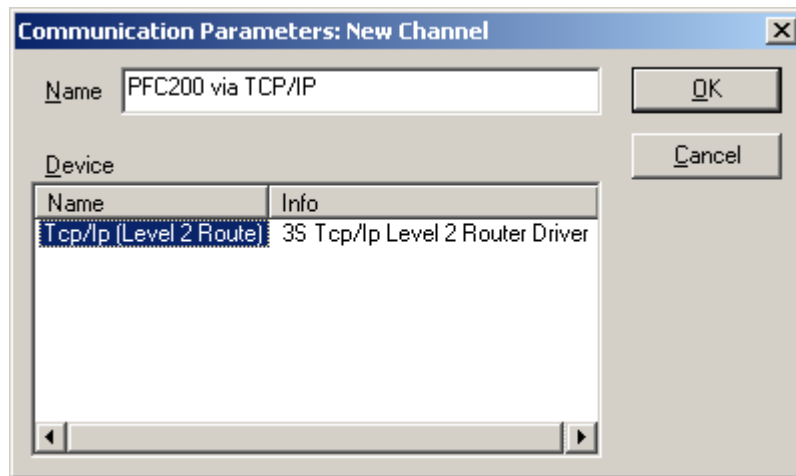 Communication Parameters: New Channel
Name PFC200 via TCP/IP OK
Cancel
Device
Name Info
Tcp/Ip (Level 2 Route) 3S Tcp/Ip Level 2 Router Driver